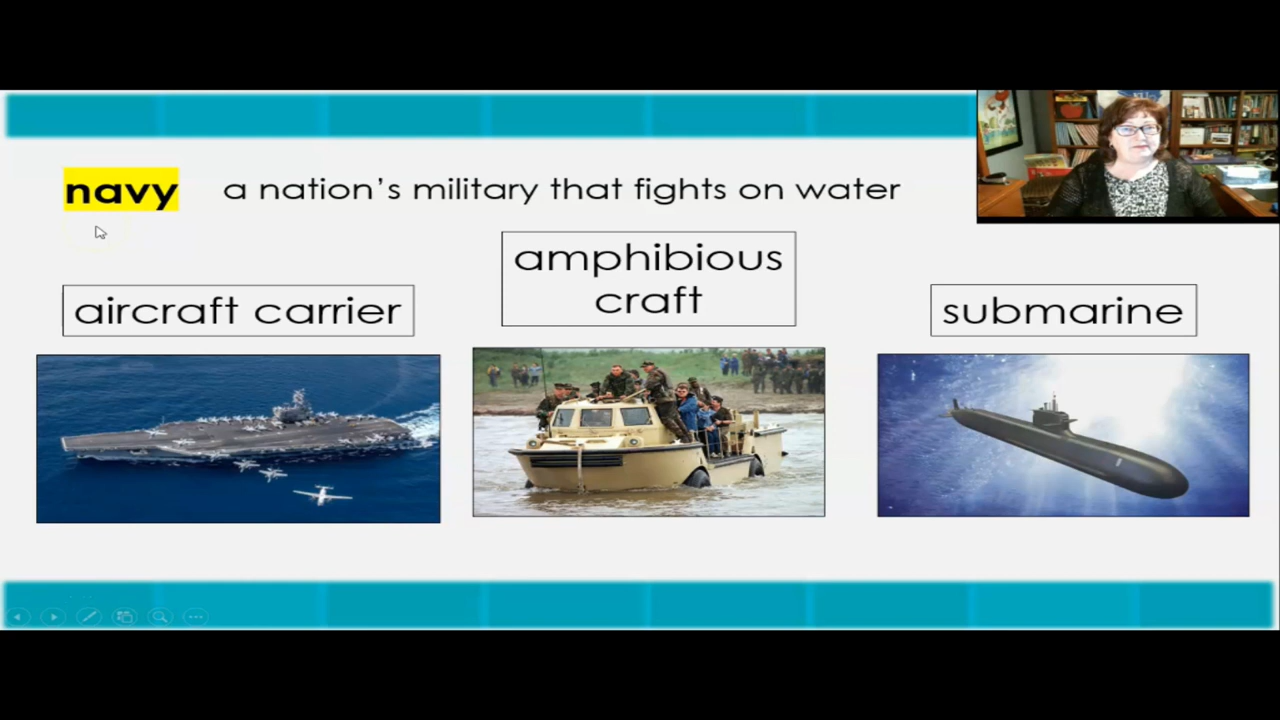 navy a nation's military that fights on water
amphibious
craft
aircraft carrier
submarine